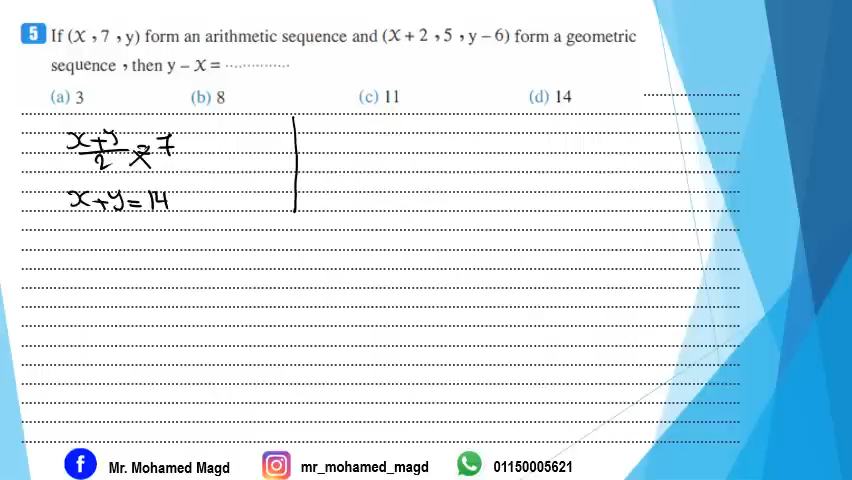 5 If (X , 7 , y) form an arithmetic sequence and (X + 2 , 5 , y – 6) form a geometric
sequence , then y – X = ··············
(a) 3 (b) 8 (c) 11 (d) 14
x+y/2 = 7
x+y=14
Mr. Mohamed Magd mr_mohamed_magd 01150005621